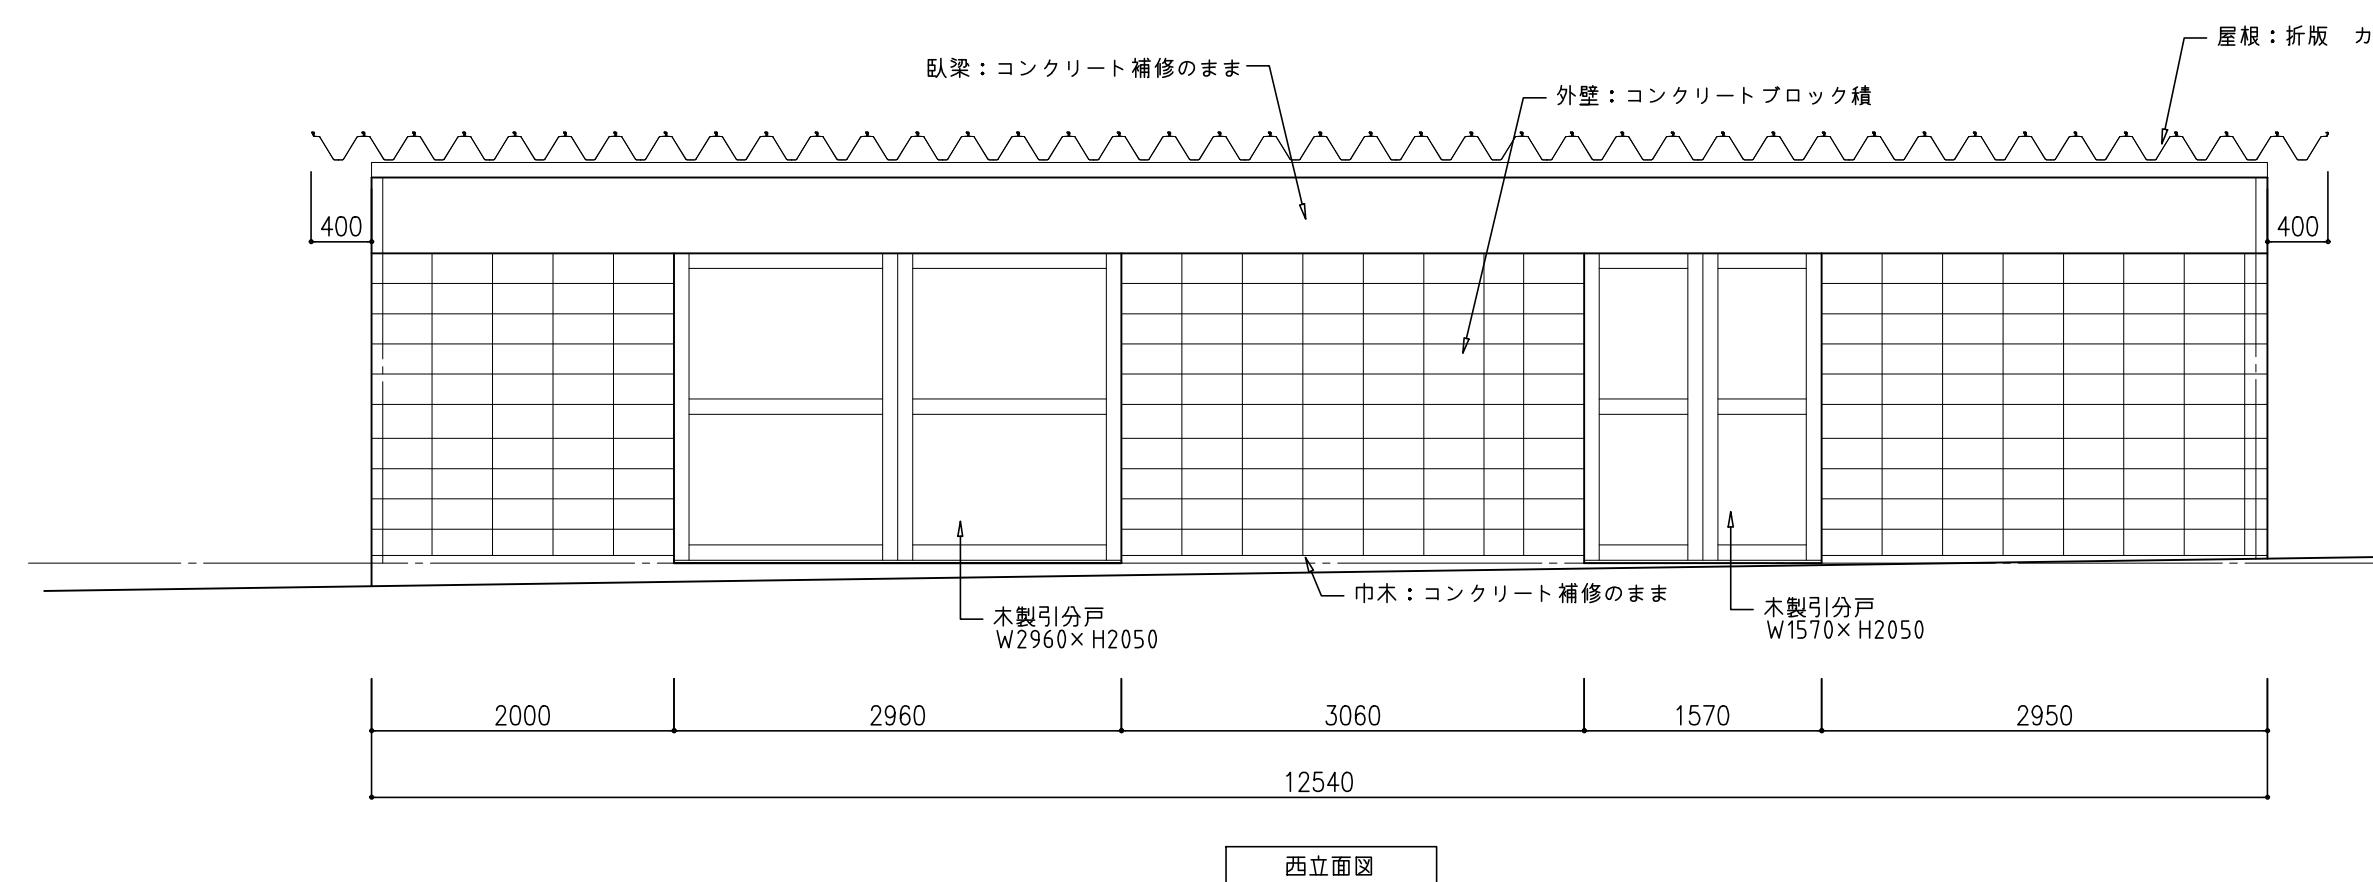 屋根：折版　カ
臥梁：コンクリート補修のまま
外壁：コンクリートブロック積
400
400
巾木：コンクリート補修のまま
木製引分戸
W2960×H2050
木製引分戸
W1570×H2050
2000
2960
3060
1570
2950
12540
西立面図